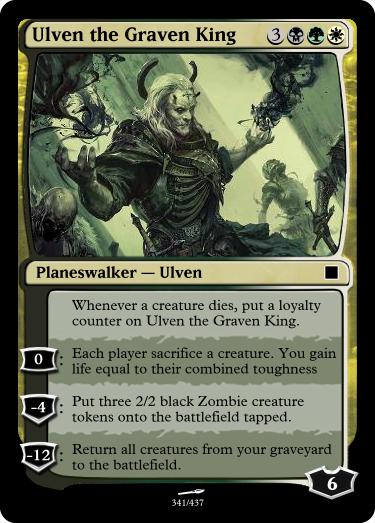 Ulven the Graven King 3
Planeswalker — Ulven
Whenever a creature dies, put a loyalty
counter on Ulven the Graven King.
0: Each player sacrifice a creature. You gain
life equal to their combined toughness
-4: Put three 2/2 black Zombie creature
tokens onto the battlefield tapped.
-12: Return all creatures from your graveyard
to the battlefield.
6
341/437